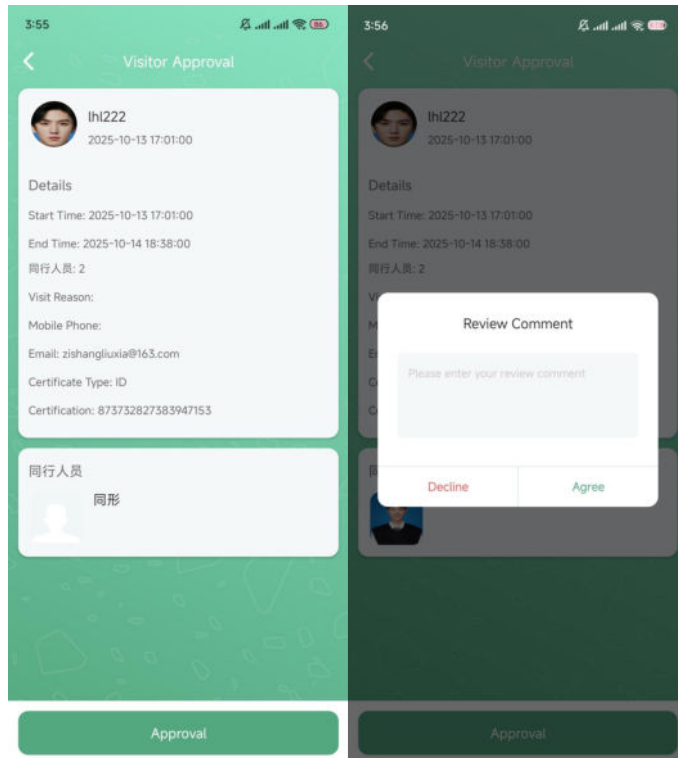 3:55
86
Visitor Approval
lhl222
2025-10-13 17:01:00
Details
Start Time: 2025-10-13 17:01:00
End Time: 2025-10-14 18:38:00
同行人员: 2
Visit Reason:
Mobile Phone:
Email: zishangliuxia@163.com
Certificate Type: ID
Certification: 873732827383947153
同行人员
同形
Approval
3:56
Visitor Approval
lhl222
2025-10-13 17:01:00
Details
Start Time: 2025-10-13 17:01:00
End Time: 2025-10-14 18:38:00
同行人员: 2
Review Comment
Please enter your review comment
Decline
Agree
Approval